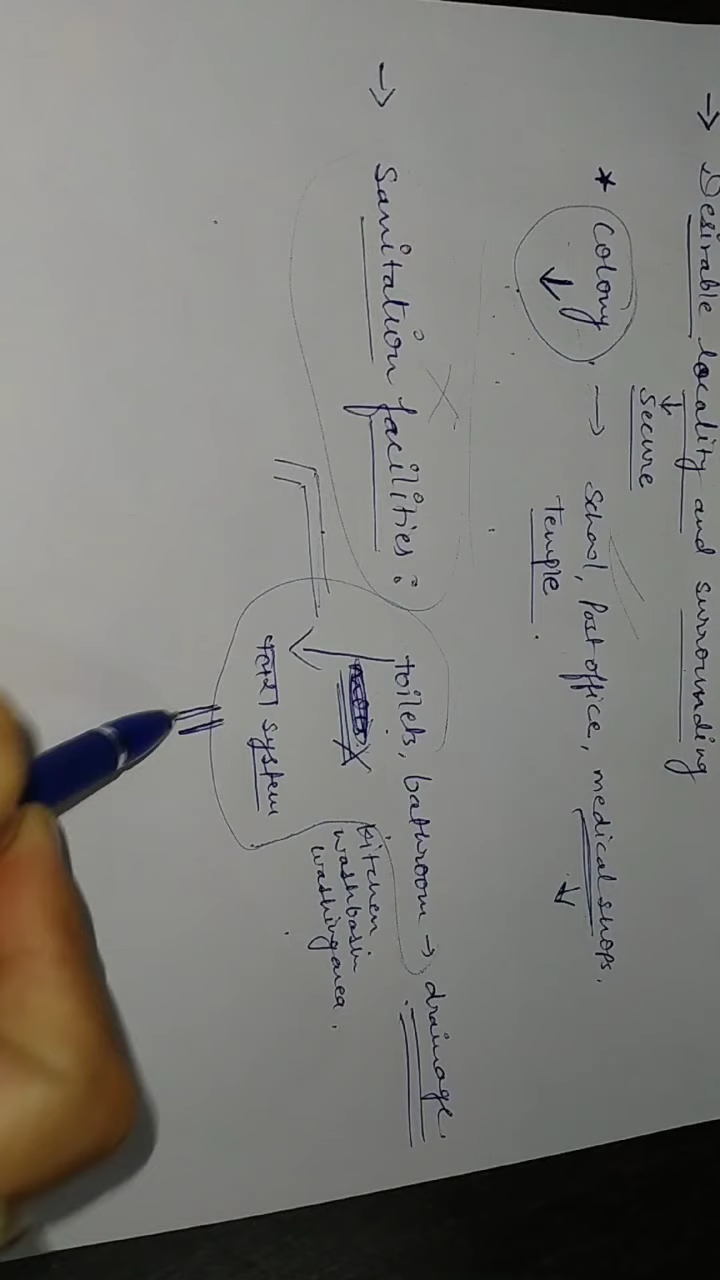 → Desirable locality and surrounding
↓
secure
* Colony → School, Post office, medical shops,
↓ temple. ↓
→ Sanitation facilities: toilets, bathroom → drainage.
kitchen
washbasin
washing area.
system